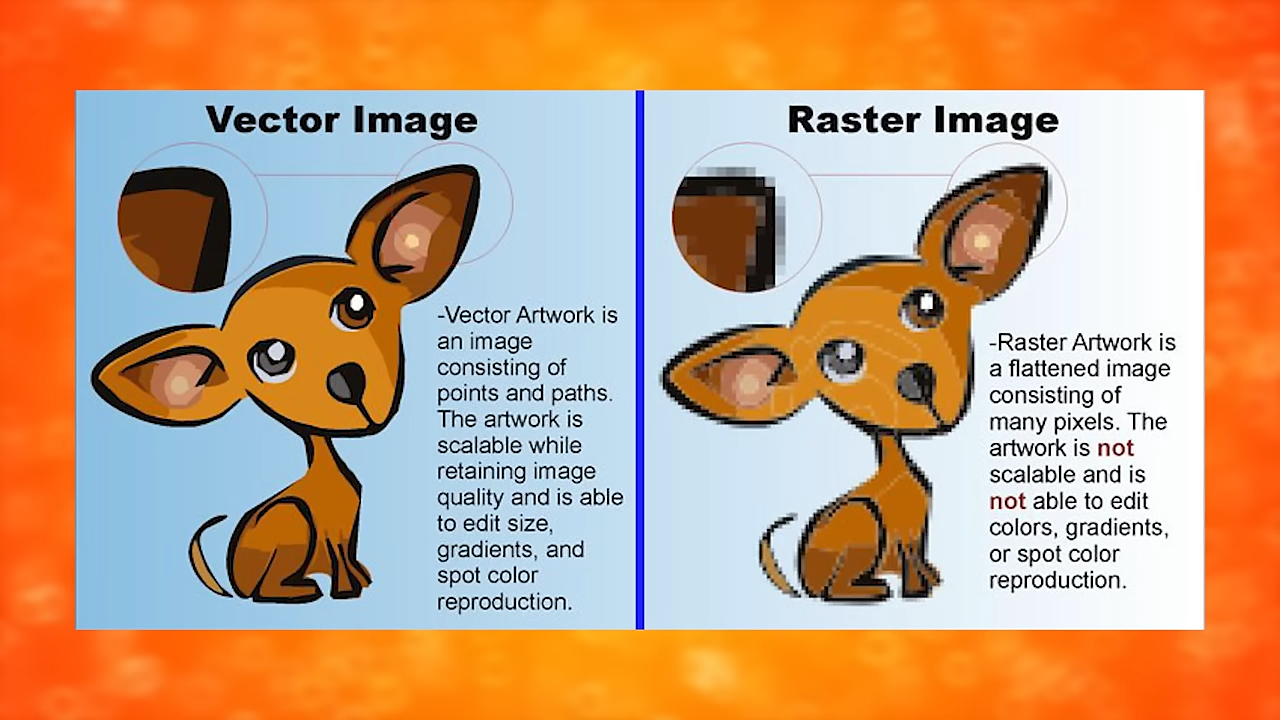 Vector Image
-Vector Artwork is
an image
consisting of
points and paths.
The artwork is
scalable while
retaining image
quality and is able
to edit size,
gradients, and
spot color
reproduction.
Raster Image
-Raster Artwork is
a flattened image
consisting of
many pixels. The
artwork is not
scalable and is
not able to edit
colors, gradients,
or spot color
reproduction.